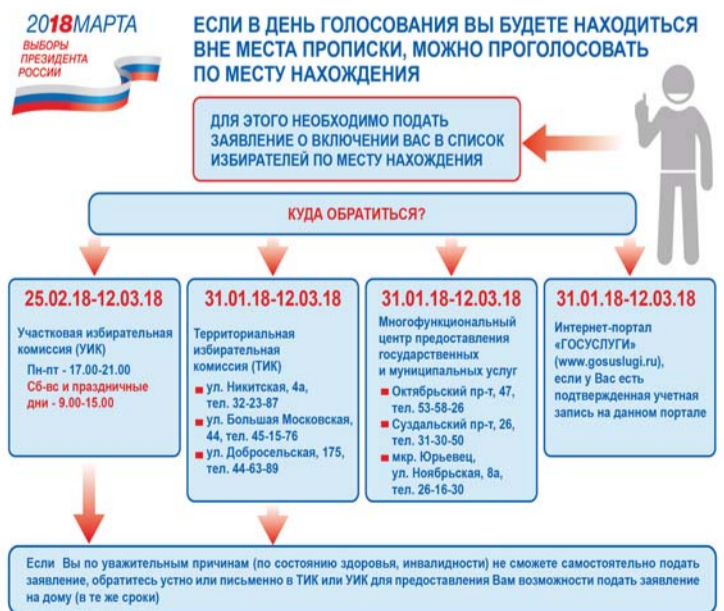 2018МАРТА
ВЫБОРЫ
ПРЕЗИДЕНТА
РОССИИ
ЕСЛИ В ДЕНЬ ГОЛОСОВАНИЯ ВЫ БУДЕТЕ НАХОДИТЬСЯ
ВНЕ МЕСТА ПРОПИСКИ, МОЖНО ПРОГОЛОСОВАТЬ
ПО МЕСТУ НАХОЖДЕНИЯ
ДЛЯ ЭТОГО НЕОБХОДИМО ПОДАТЬ
ЗАЯВЛЕНИЕ О ВКЛЮЧЕНИИ ВАС В СПИСОК
ИЗБИРАТЕЛЕЙ ПО МЕСТУ НАХОЖДЕНИЯ
КУДА ОБРАТИТЬСЯ?
25.02.18-12.03.18
Участковая избирательная
комиссия (УИК)
Пн-пт - 17.00-21.00
Сб-вс и праздничные
дни - 9.00-15.00
31.01.18-12.03.18
Территориальная
избирательная
комиссия (ТИК)
ул. Никитская, 4а,
тел. 32-23-87
ул. Большая Московская,
44, тел. 45-15-76
ул. Добросельская, 175,
тел. 44-63-89
31.01.18-12.03.18
Многофункциональный
центр предоставления
государственных
и муниципальных услуг
Октябрьский пр-т, 47,
тел. 53-58-26
Суздальский пр-т, 26,
тел. 31-30-50
мкр. Юрьевец,
ул. Ноябрьская, 8а,
тел. 26-16-30
31.01.18-12.03.18
Интернет-портал
«ГОСУСЛУГИ»
(www.gosuslugi.ru),
если у Вас есть
подтвержденная учетная
запись на данном портале
Если Вы по уважительным причинам (по состоянию здоровья, инвалидности) не сможете самостоятельно подать
заявление, обратитесь устно или письменно в ТИК или УИК для предоставления Вам возможности подать заявление
на дому (в те же сроки)